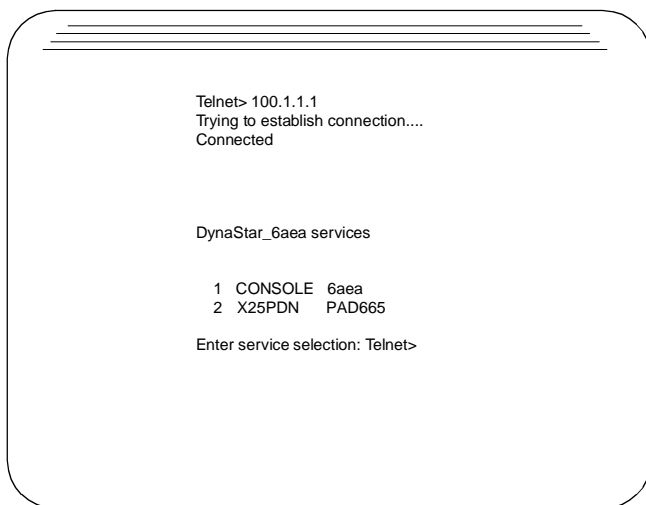 Telnet> 100.1.1.1
Trying to establish connection....
Connected
DynaStar_6aea services
1 CONSOLE 6aea
2 X25PDN PAD665
Enter service selection: Telnet>